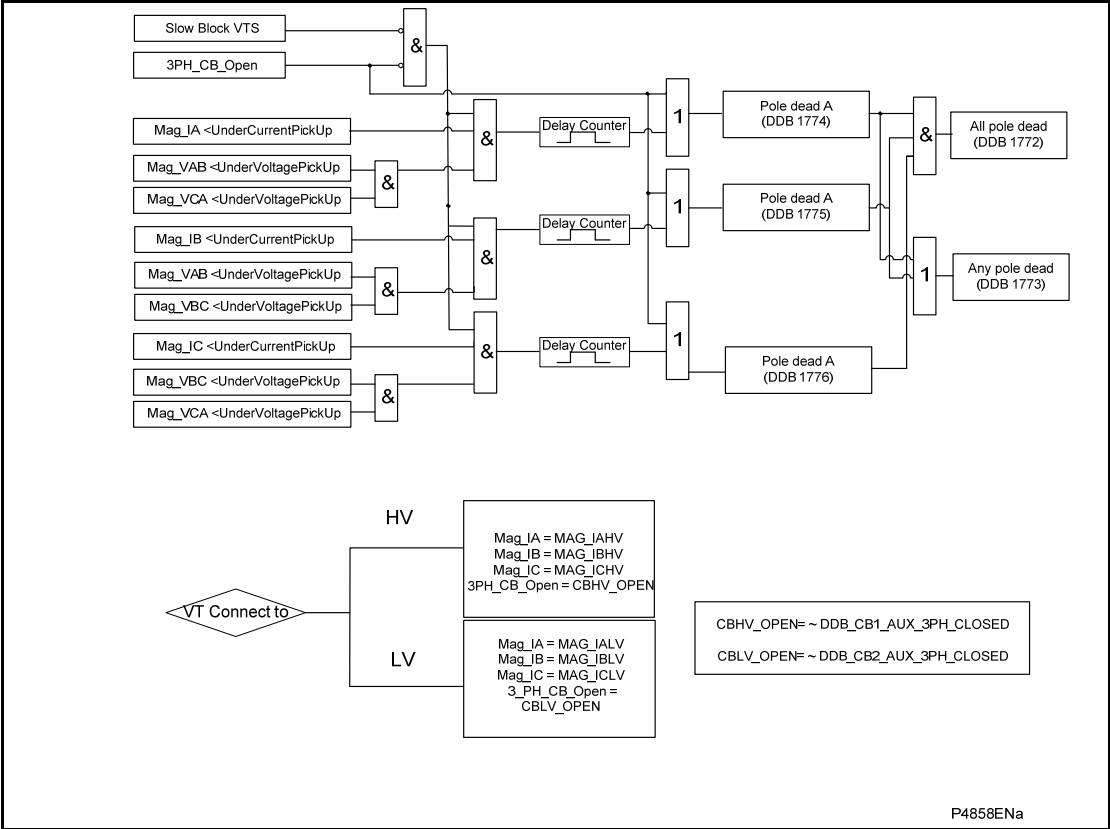 Slow Block VTS
3PH_CB_Open
&
Mag_IA <UnderCurrentPickUp
Mag_VAB <UnderVoltagePickUp
Mag_VCA <UnderVoltagePickUp
&
&
Delay Counter
1
Pole dead A
(DDB 1774)
&
All pole dead
(DDB 1772)
Mag_IB <UnderCurrentPickUp
Mag_VAB <UnderVoltagePickUp
Mag_VBC <UnderVoltagePickUp
&
&
Delay Counter
1
Pole dead A
(DDB 1775)
1
Any pole dead
(DDB 1773)
Mag_IC <UnderCurrentPickUp
Mag_VBC <UnderVoltagePickUp
Mag_VCA <UnderVoltagePickUp
&
&
Delay Counter
1
Pole dead A
(DDB 1776)
VT Connect to
HV
Mag_IA = MAG_IAHV
Mag_IB = MAG_IBHV
Mag_IC = MAG_ICHV
3PH_CB_Open = CBHV_OPEN
LV
Mag_IA = MAG_IALV
Mag_IB = MAG_IBLV
Mag_IC = MAG_ICLV
3_PH_CB_Open =
CBLV_OPEN
CBHV_OPEN= ~ DDB_CB1_AUX_3PH_CLOSED
CBLV_OPEN= ~ DDB_CB2_AUX_3PH_CLOSED
P4858ENa